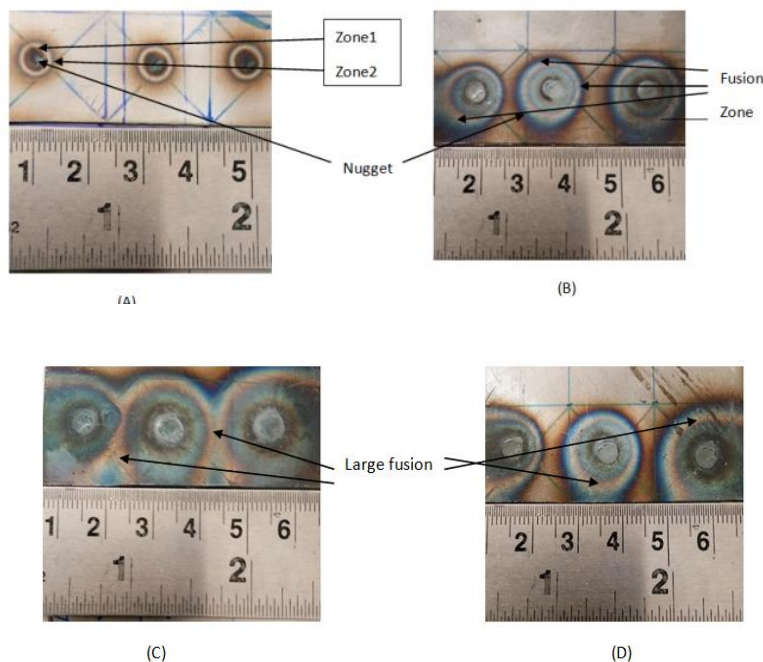 Zone1
Zone2
Nugget
Fusion
Zone
1 2 3 4 5
1 2
2 3 4 5 6
1 2
(A)
(B)
Large fusion
1 2 3 4 5 6
1 2
2 3 4 5 6
1 2
(C)
(D)